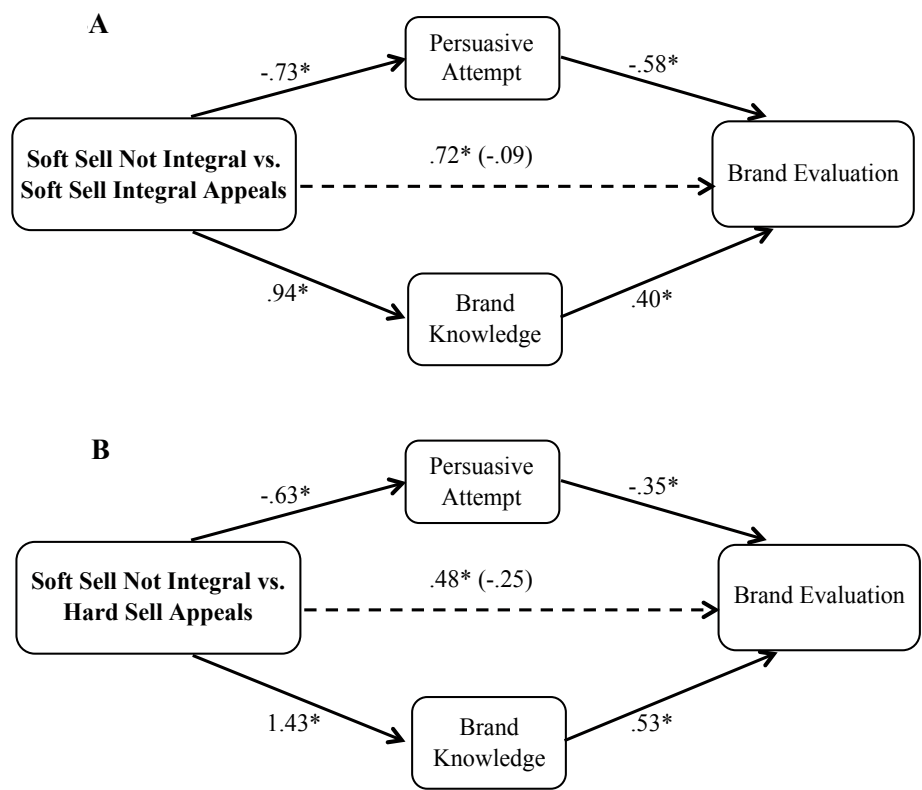 A
Persuasive
Attempt
-.73*
-.58*
Soft Sell Not Integral vs.
Soft Sell Integral Appeals
.72* (-.09)
Brand Evaluation
.94*
Brand
Knowledge
.40*
B
Persuasive
Attempt
-.63*
-.35*
Soft Sell Not Integral vs.
Hard Sell Appeals
.48* (-.25)
Brand Evaluation
1.43*
Brand
Knowledge
.53*